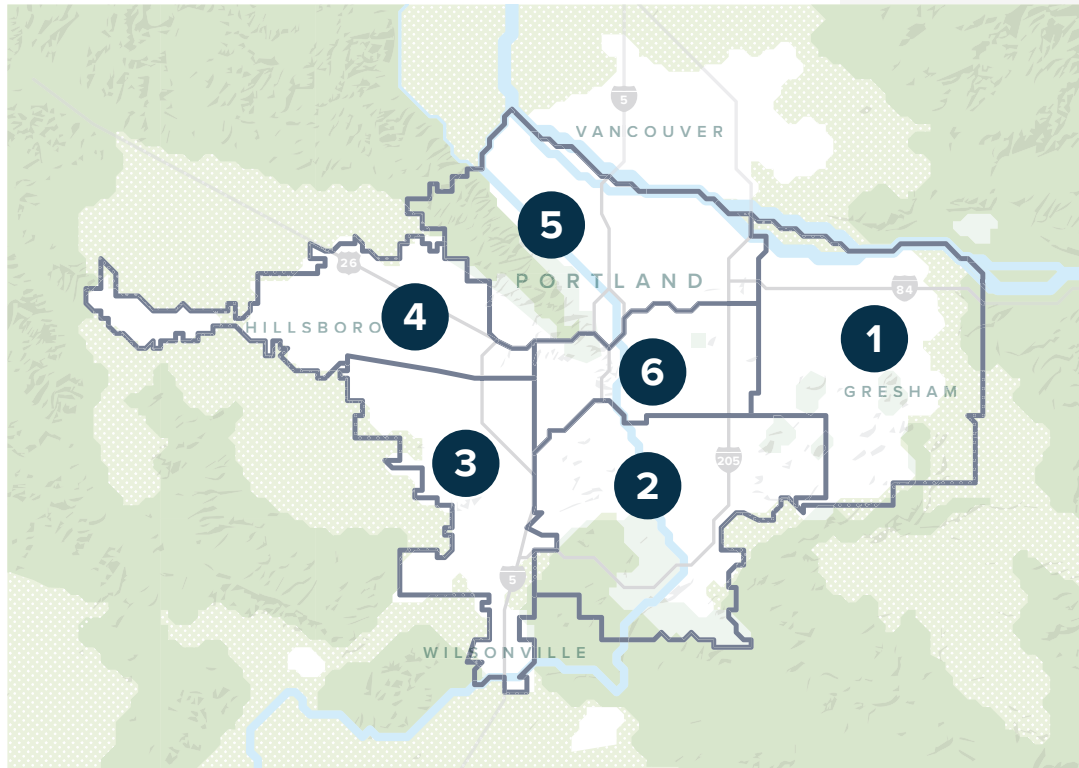 5
VANCOUVER
5
26
PORTLAND
84
HILLSBORO
4
1
6
GRESHAM
3
205
2
5
WILSONVILLE